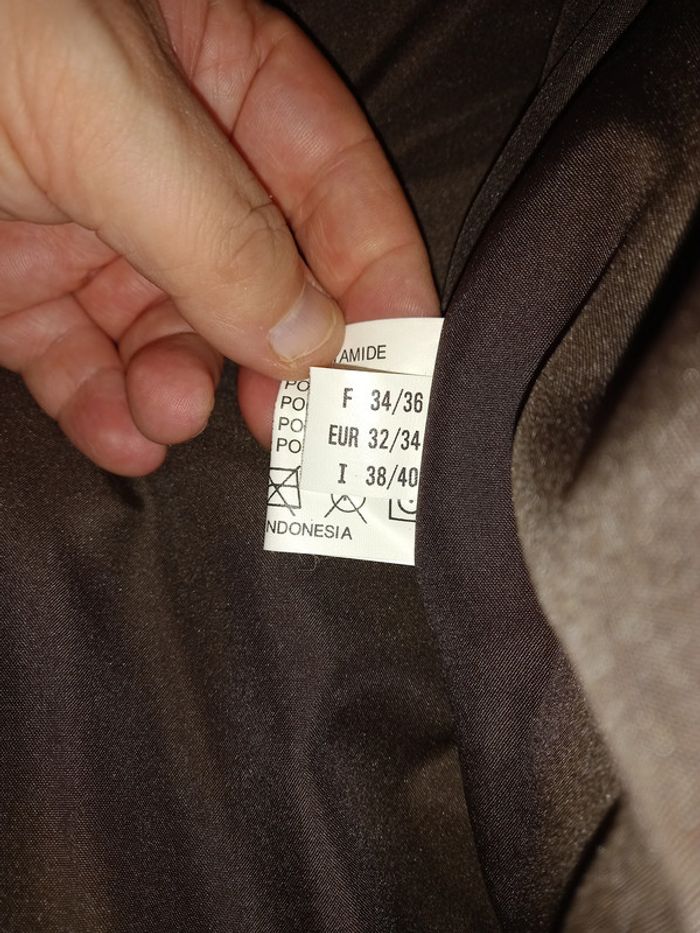 AMIDE
PO
PO
PO
PO
F 34/36
EUR 32/34
I 38/40
NDONESIA